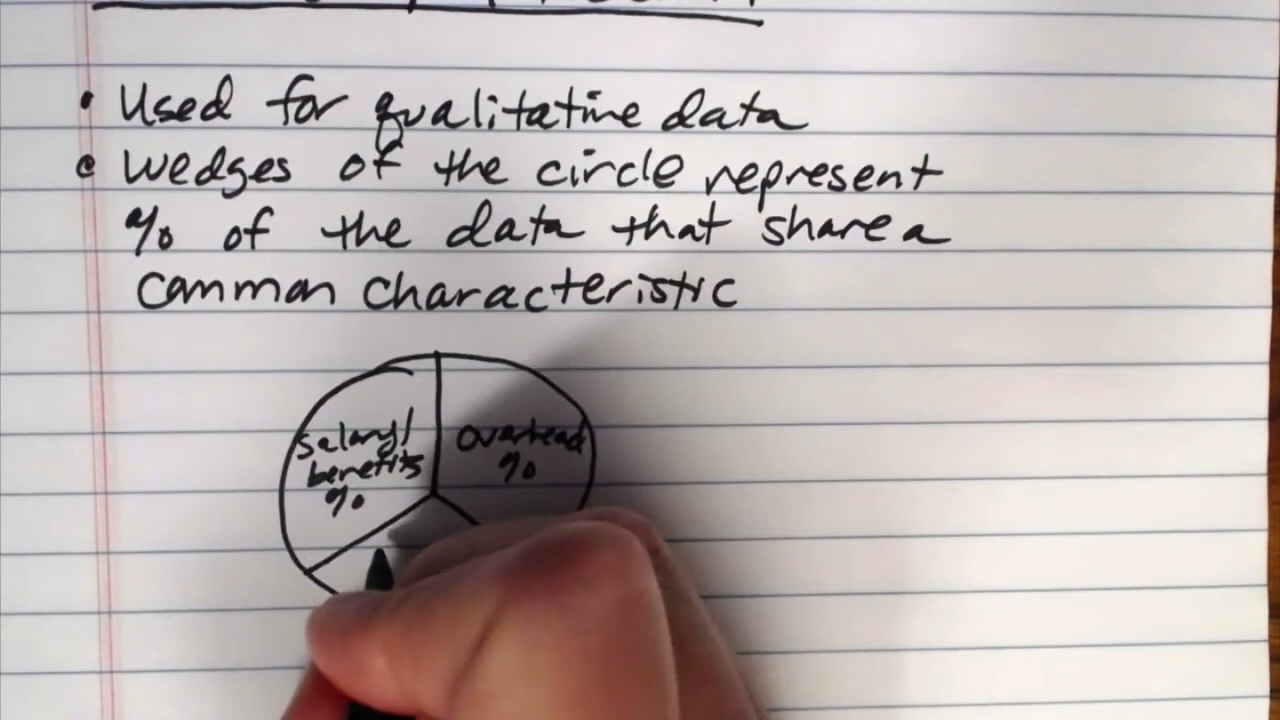 • Used for qualitative data
• Wedges of the circle represent
% of the data that share a
common characteristic
Salary/
benefits
%
Overhead
%